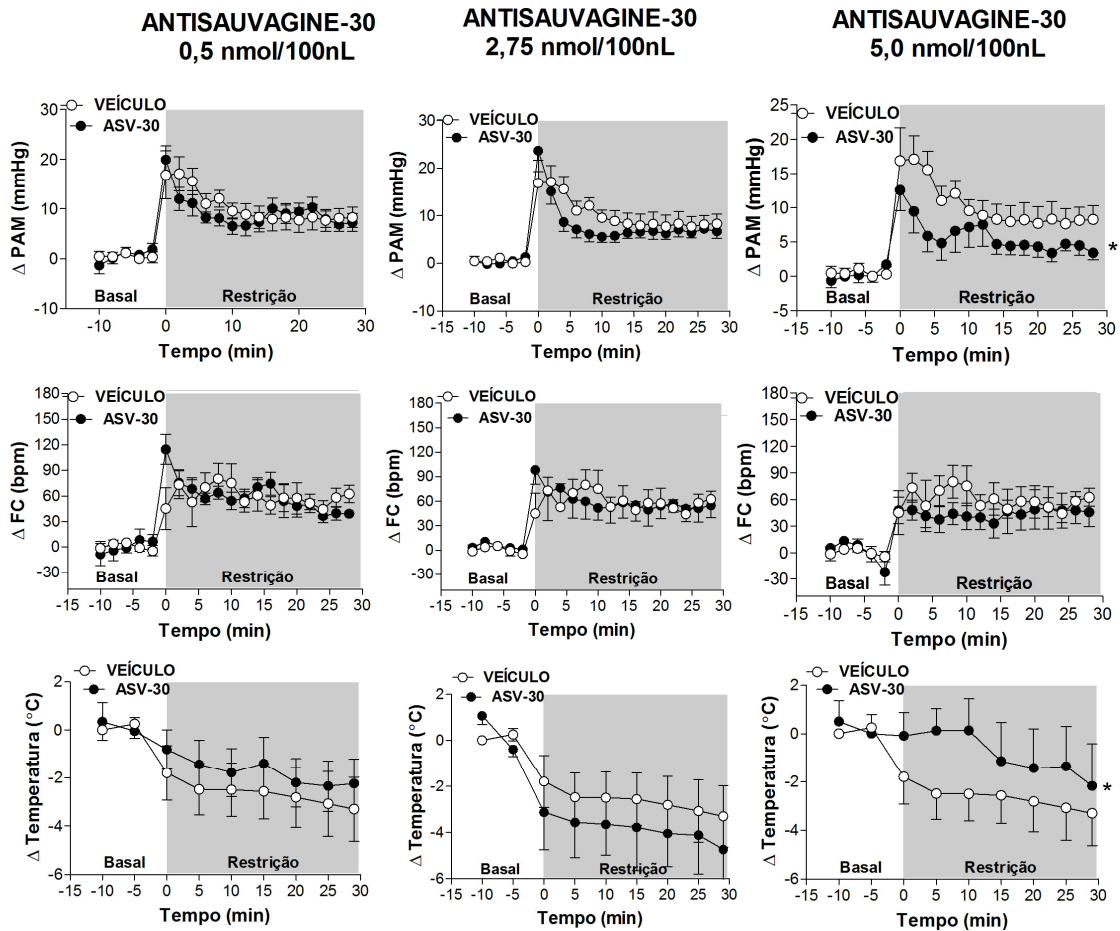 ANTISAUVAGINE-30
0,5 nmol/100nL
ANTISAUVAGINE-30
2,75 nmol/100nL
ANTISAUVAGINE-30
5,0 nmol/100nL
VEÍCULO
ASV-30
Δ PAM (mmHg)
30
20
10
0
-10
Basal
Restrição
-15 -10 -5 0 5 10 15 20 25 30
Tempo (min)
VEÍCULO
ASV-30
Δ PAM (mmHg)
30
20
10
0
-10
Basal
Restrição
-15 -10 -5 0 5 10 15 20 25 30
Tempo (min)
VEÍCULO
ASV-30
Δ PAM (mmHg)
25
20
15
10
5
0
-5
*
Basal
Restrição
-15 -10 -5 0 5 10 15 20 25 30
Tempo (min)
VEÍCULO
ASV-30
Δ FC (bpm)
180
150
120
90
60
30
0
-30
Basal
Restrição
-15 -10 -5 0 5 10 15 20 25 30
Tempo (min)
VEÍCULO
ASV-30
Δ FC (bpm)
180
150
120
90
60
30
0
-30
Basal
Restrição
-15 -10 -5 0 5 10 15 20 25 30
Tempo (min)
VEÍCULO
ASV-30
Δ FC (bpm)
180
150
120
90
60
30
0
-30
Basal
Restrição
-15 -10 -5 0 5 10 15 20 25 30
Tempo (min)
VEÍCULO
ASV-30
Δ Temperatura (°C)
2
0
-2
-4
-6
Basal
Restrição
-15 -10 -5 0 5 10 15 20 25 30
Tempo (min)
VEÍCULO
ASV-30
Δ Temperatura (°C)
2
0
-2
-4
-6
Basal
Restrição
-15 -10 -5 0 5 10 15 20 25 30
Tempo (min)
VEÍCULO
ASV-30
Δ Temperatura (°C)
2
0
-2
-4
-6
*
Basal
Restrição
-15 -10 -5 0 5 10 15 20 25 30
Tempo (min)